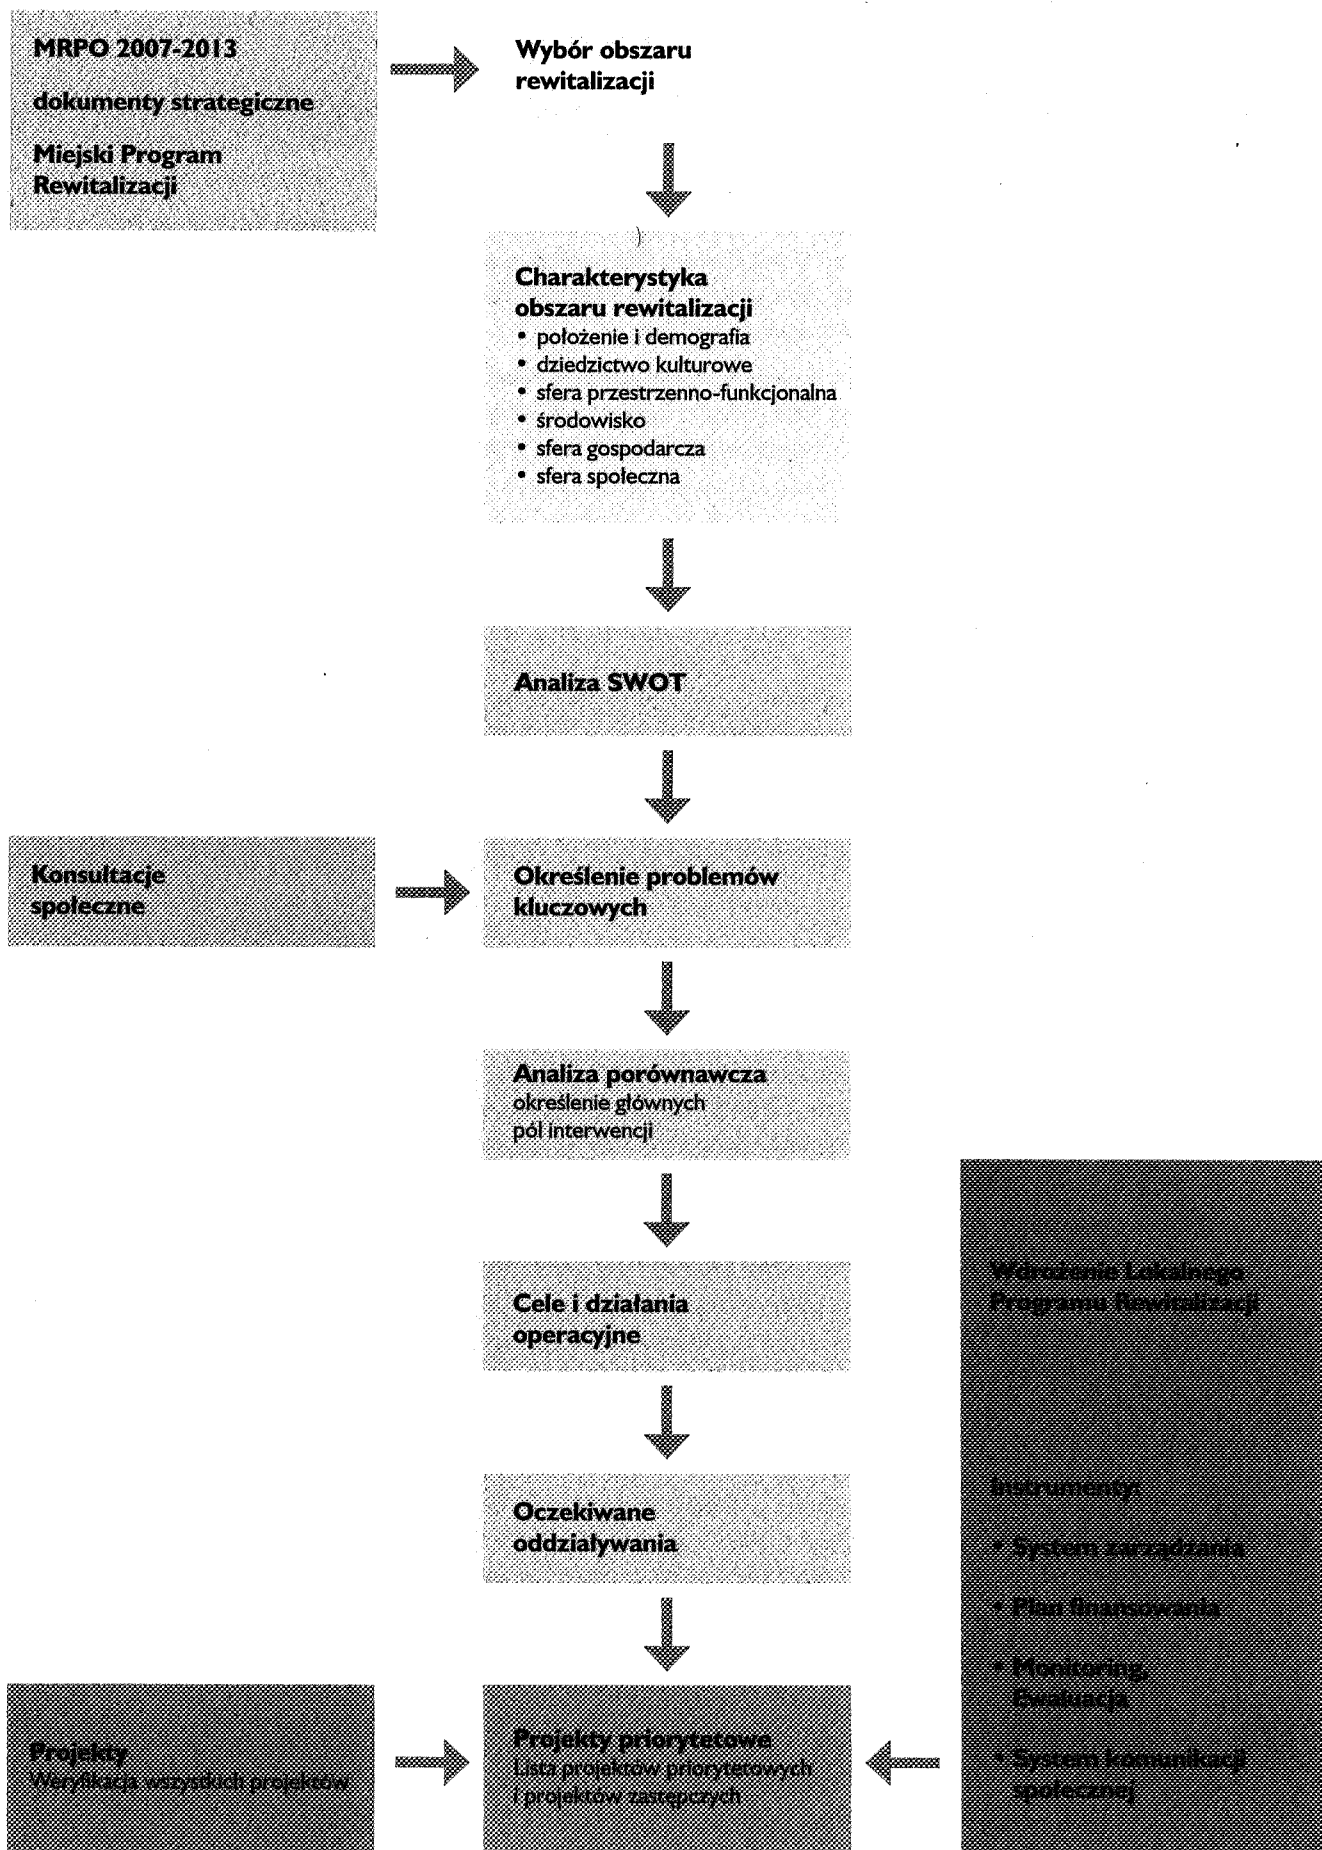 MRPO 2007-2013
dokumenty strategiczne
Miejski Program
Rewitalizacji
Wybór obszaru
rewitalizacji
Charakterystyka
obszaru rewitalizacji
• położenie i demografia
• dziedzictwo kulturowe
• sfera przestrzenno-funkcjonalna
• środowisko
• sfera gospodarcza
• sfera społeczna
Analiza SWOT
Konsultacje
społeczne
Określenie problemów
kluczowych
Analiza porównawcza
określenie głównych
pól interwencji
Cele i działania
operacyjne
Oczekiwane
oddziaływania
Projekty
Weryfikacja wszystkich projektów
Projekty priorytetowe
Lista projektów priorytetowych
i projektów zastępczych
Wdrożenie Lokalnego
Programu Rewitalizacji
Instrumenty:
• System zarządzania
• Plan finansowania
• Monitoring,
Ewaluacja
• System komunikacji
społecznej